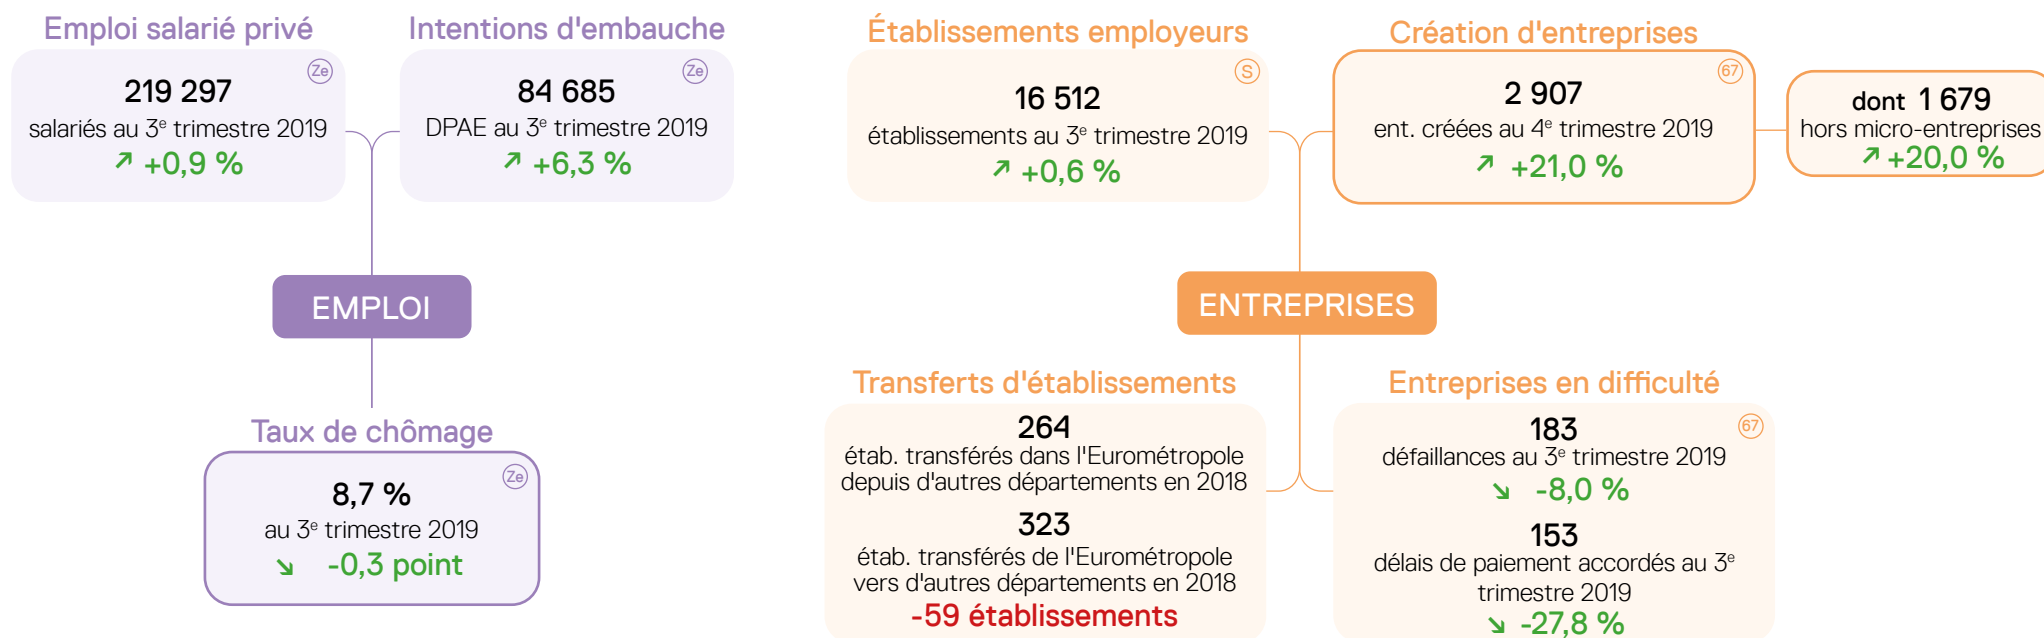 Emploi salarié privé
Ze
219 297
salariés au 3e trimestre 2019
↗ +0,9 %
Intentions d'embauche
Ze
84 685
DPAE au 3e trimestre 2019
↗ +6,3 %
EMPLOI
Taux de chômage
Ze
8,7 %
au 3e trimestre 2019
↘ -0,3 point
Établissements employeurs
S
16 512
établissements au 3e trimestre 2019
↗ +0,6 %
Création d'entreprises
67
2 907
ent. créées au 4e trimestre 2019
↗ +21,0 %
dont 1 679
hors micro-entreprises
↗ +20,0 %
ENTREPRISES
Transferts d'établissements
264
étab. transférés dans l'Eurométropole
depuis d'autres départements en 2018
323
étab. transférés de l'Eurométropole
vers d'autres départements en 2018
-59 établissements
Entreprises en difficulté
67
183
défaillances au 3e trimestre 2019
↘ -8,0 %
153
délais de paiement accordés au 3e
trimestre 2019
↘ -27,8 %